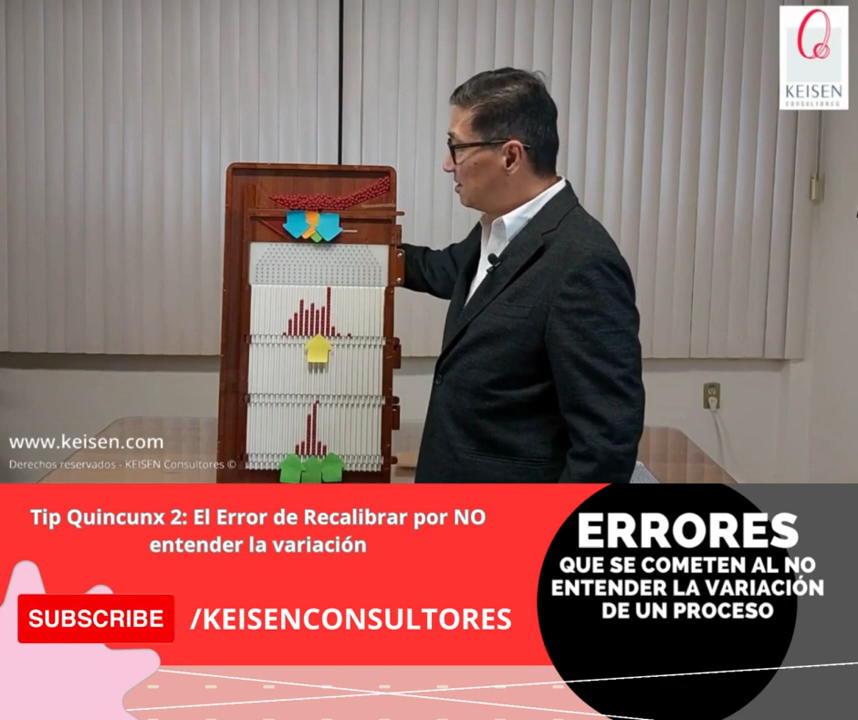 KEISEN
CONSULTORES
www.keisen.com
Derechos reservados - KEISEN Consultores ©
Tip Quincunx 2: El Error de Recalibrar por NO
entender la variación
SUBSCRIBE
/KEISENCONSULTORES
ERRORES
QUE SE COMETEN AL NO
ENTENDER LA VARIACIÓN
DE UN PROCESO